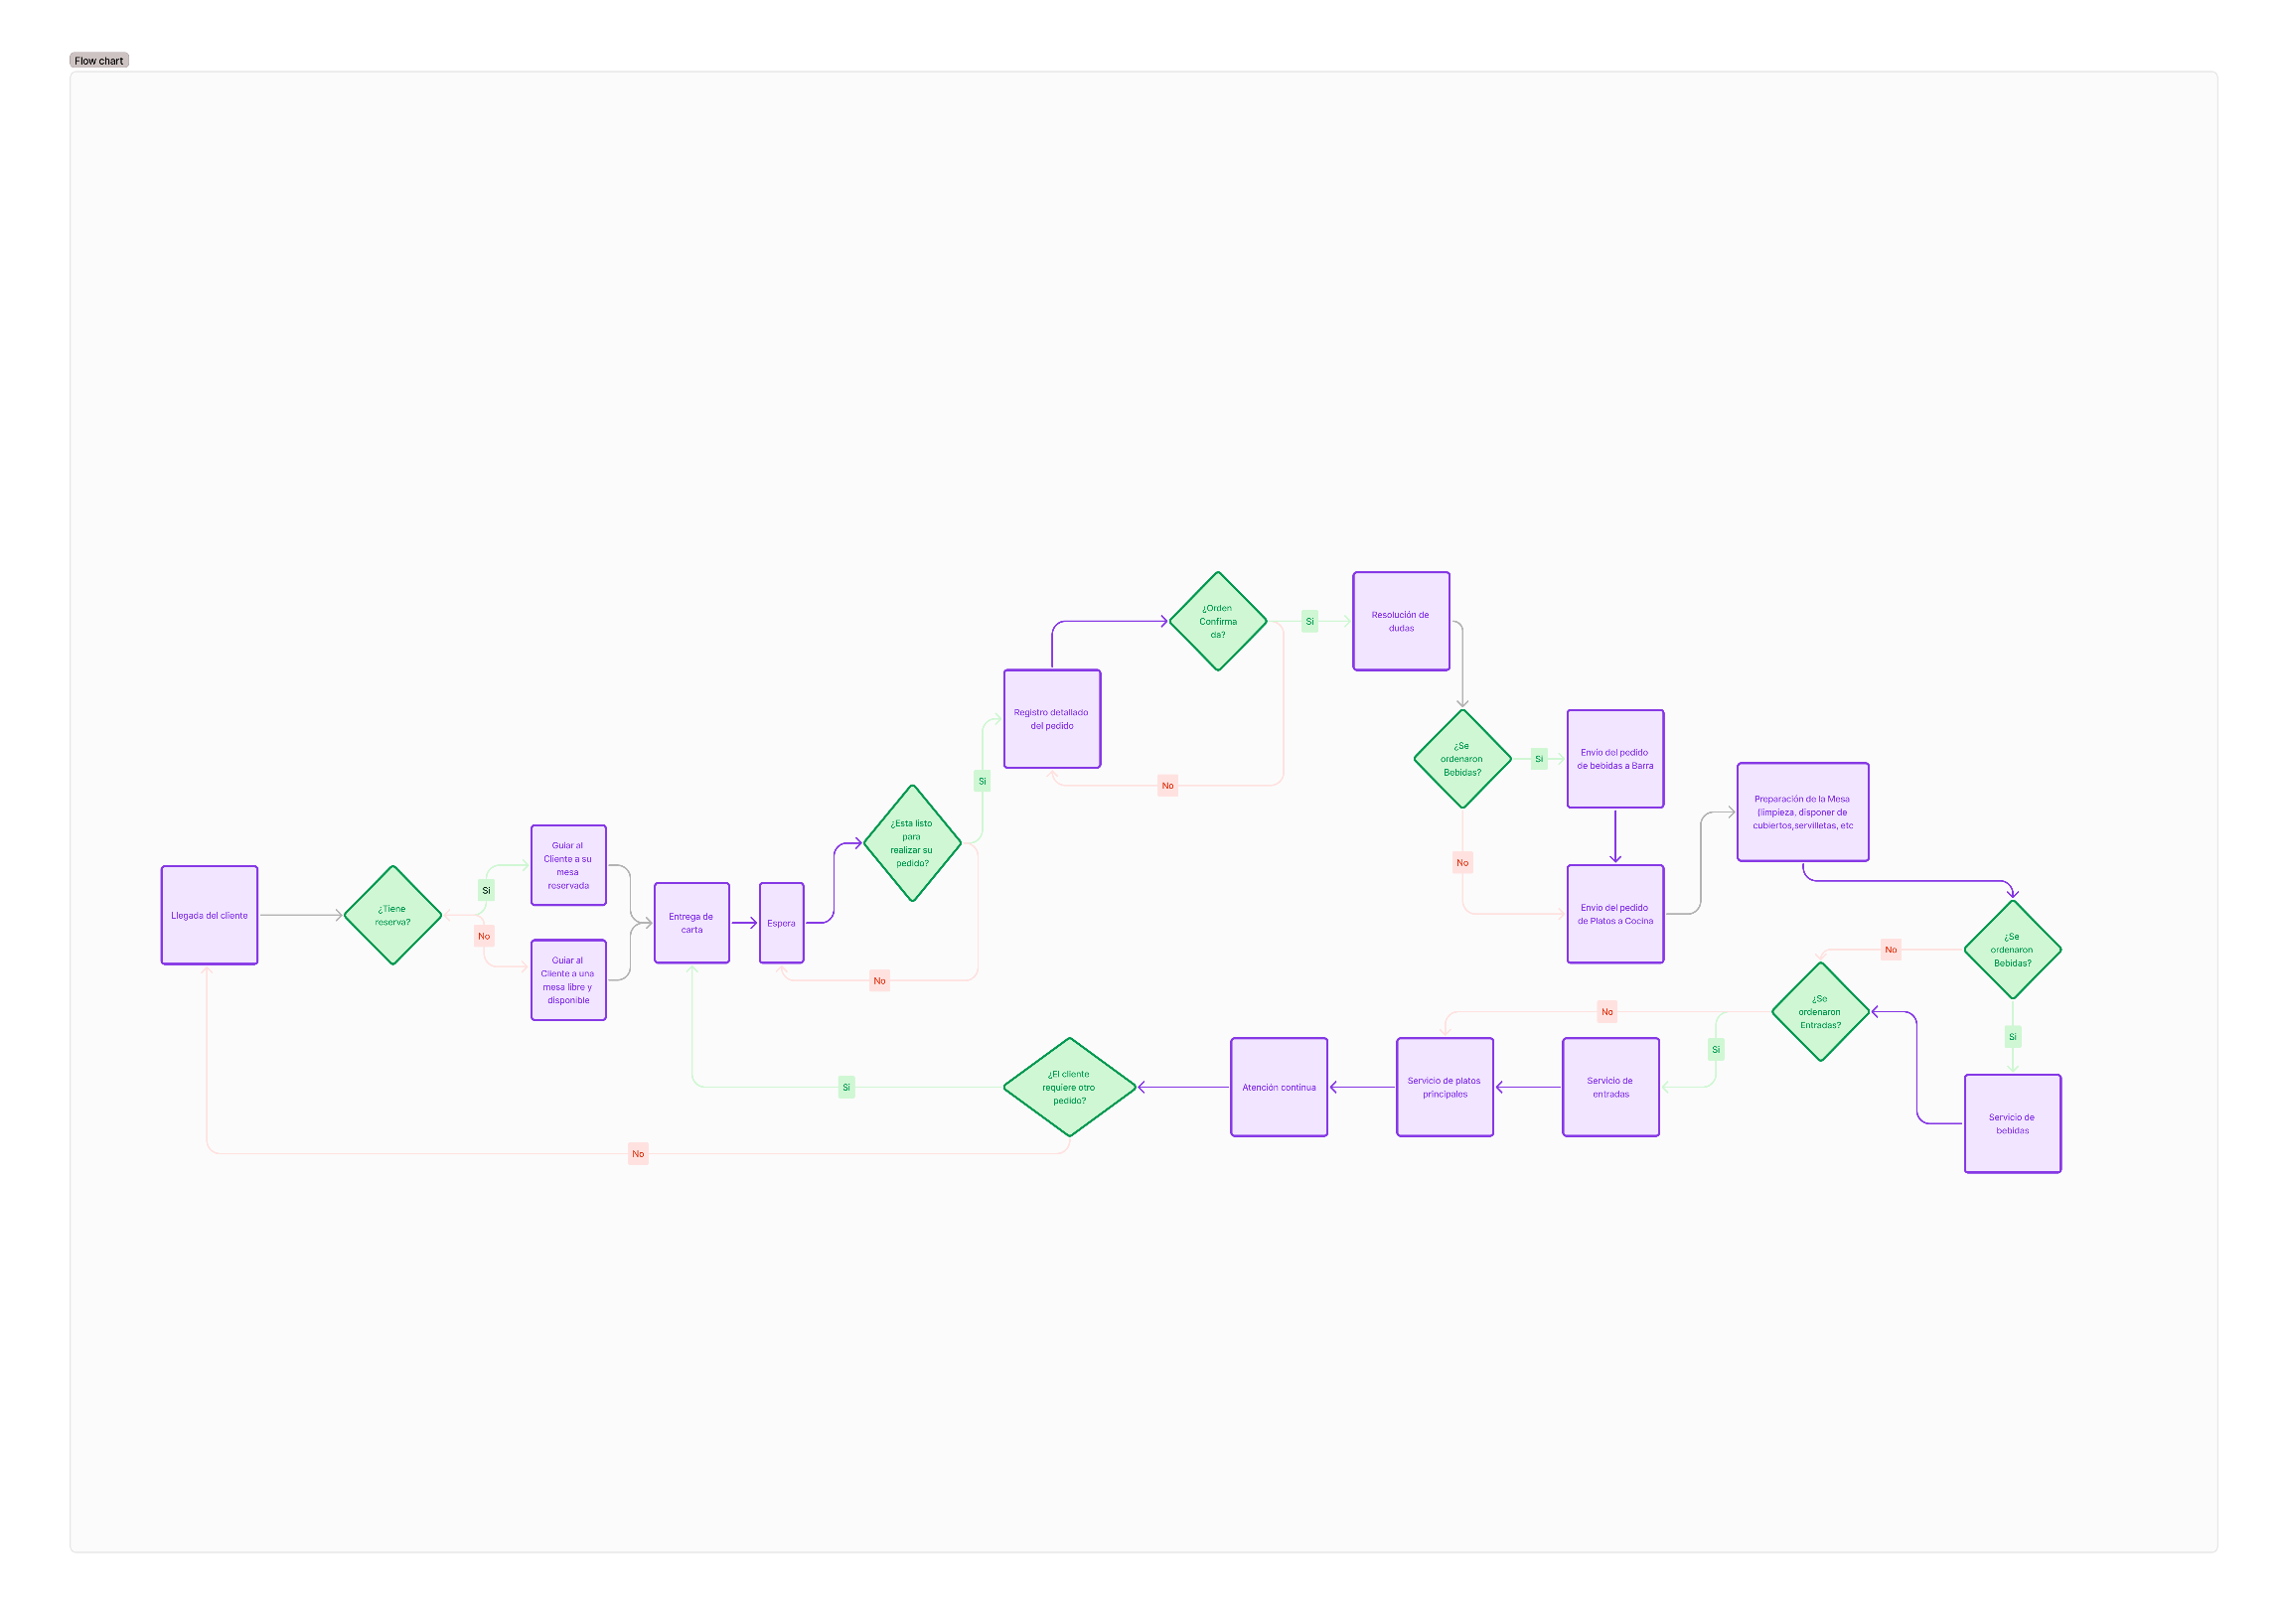 Flow chart
Llegada del cliente
¿Tiene
reserva?
Si
No
Guiar al
Cliente a su
mesa
reservada
Guiar al
Cliente a una
mesa libre y
disponible
Entrega de
carta
Espera
¿Esta listo
para
realizar su
pedido?
Si
No
Registro detallado
del pedido
¿Orden
Confirma
da?
Si
No
Resolución de
dudas
¿Se
ordenaron
Bebidas?
Si
No
Envio del pedido
de bebidas a Barra
Envio del pedido
de Platos a Cocina
Preparación de la Mesa
(limpieza, disponer de
cubiertos,servilletas, etc
¿Se
ordenaron
Bebidas?
No
Si
Servicio de
bebidas
¿Se
ordenaron
Entradas?
No
Si
Servicio de
entradas
Servicio de platos
principales
Atención continua
¿El cliente
requiere otro
pedido?
Si
No